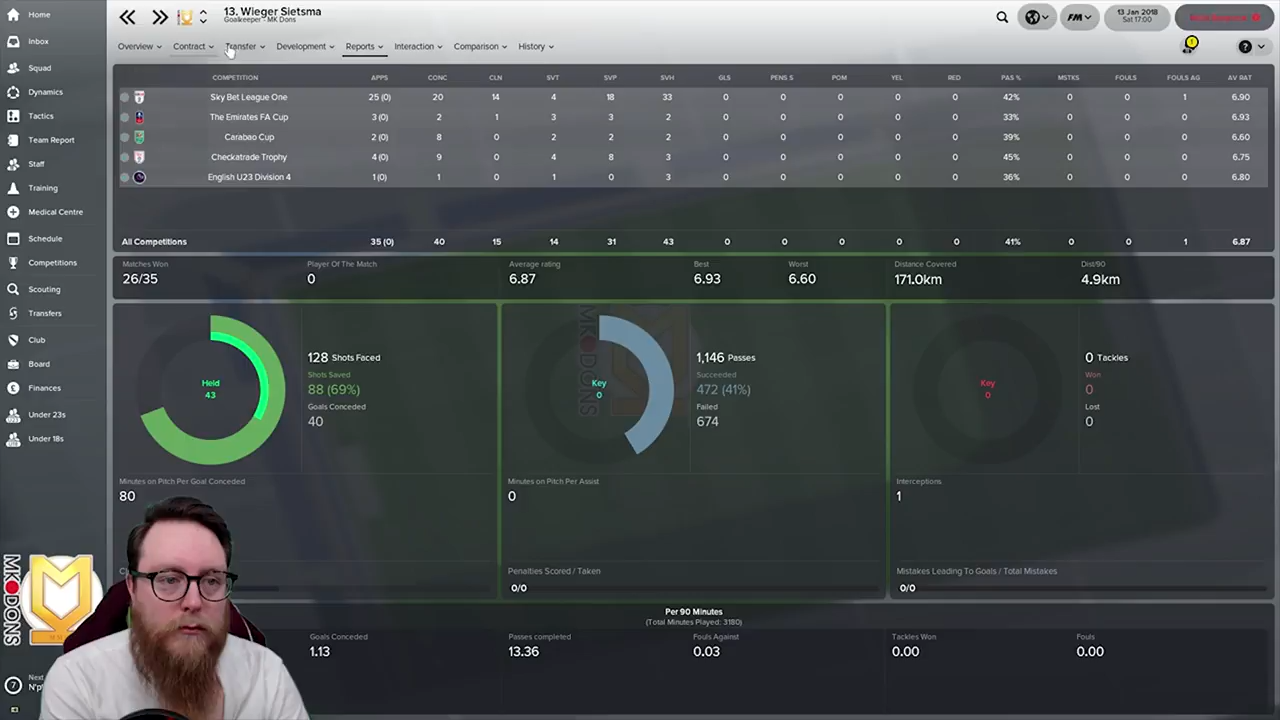 13. Wieger Sietsma
Goalkeeper - MK Dons
13 Jan 2018
Sat 17:00
FM
Home
Inbox
Squad
Dynamics
Tactics
Team Report
Staff
Training
Medical Centre
Schedule
Competitions
Scouting
Transfers
Club
Board
Finances
Under 23s
Under 18s
Overview Contract Transfer Development Reports Interaction Comparison History
COMPETITION APPS CONC CLN SVT SVP SVH GLS PENS S POM YEL RED PAS % MSTKS FOULS FOULS AG AV RAT
Sky Bet League One 25 (0) 20 14 4 18 33 0 0 0 0 0 42% 0 0 1 6.90
The Emirates FA Cup 3 (0) 2 1 3 3 2 0 0 0 0 0 33% 0 0 0 6.93
Carabao Cup 2 (0) 8 0 2 2 2 0 0 0 0 0 39% 0 0 0 6.60
Checkatrade Trophy 4 (0) 9 0 4 8 3 0 0 0 0 0 45% 0 0 0 6.75
English U23 Division 4 1 (0) 1 0 1 0 3 0 0 0 0 0 36% 0 0 0 6.80
All Competitions 35 (0) 40 15 14 31 43 0 0 0 0 0 41% 0 0 1 6.87
Matches Won Player Of The Match Average rating Best Worst Distance Covered Dist/90
26/35 0 6.87 6.93 6.60 171.0km 4.9km
Held
43
128 Shots Faced
Shots Saved
88 (69%)
Goals Conceded
40
Key
0
1,146 Passes
Succeeded
472 (41%)
Failed
674
Key
0
0 Tackles
Won
0
Lost
0
Minutes on Pitch Per Goal Conceded
80
Minutes on Pitch Per Assist
0
Interceptions
1
Penalties Scored / Taken
0/0
Mistakes Leading To Goals / Total Mistakes
0/0
Per 90 Minutes
(Total Minutes Played: 3180)
Goals Conceded Passes completed Fouls Against Tackles Won Fouls
1.13 13.36 0.03 0.00 0.00
MK DONS
Next
7 N'p